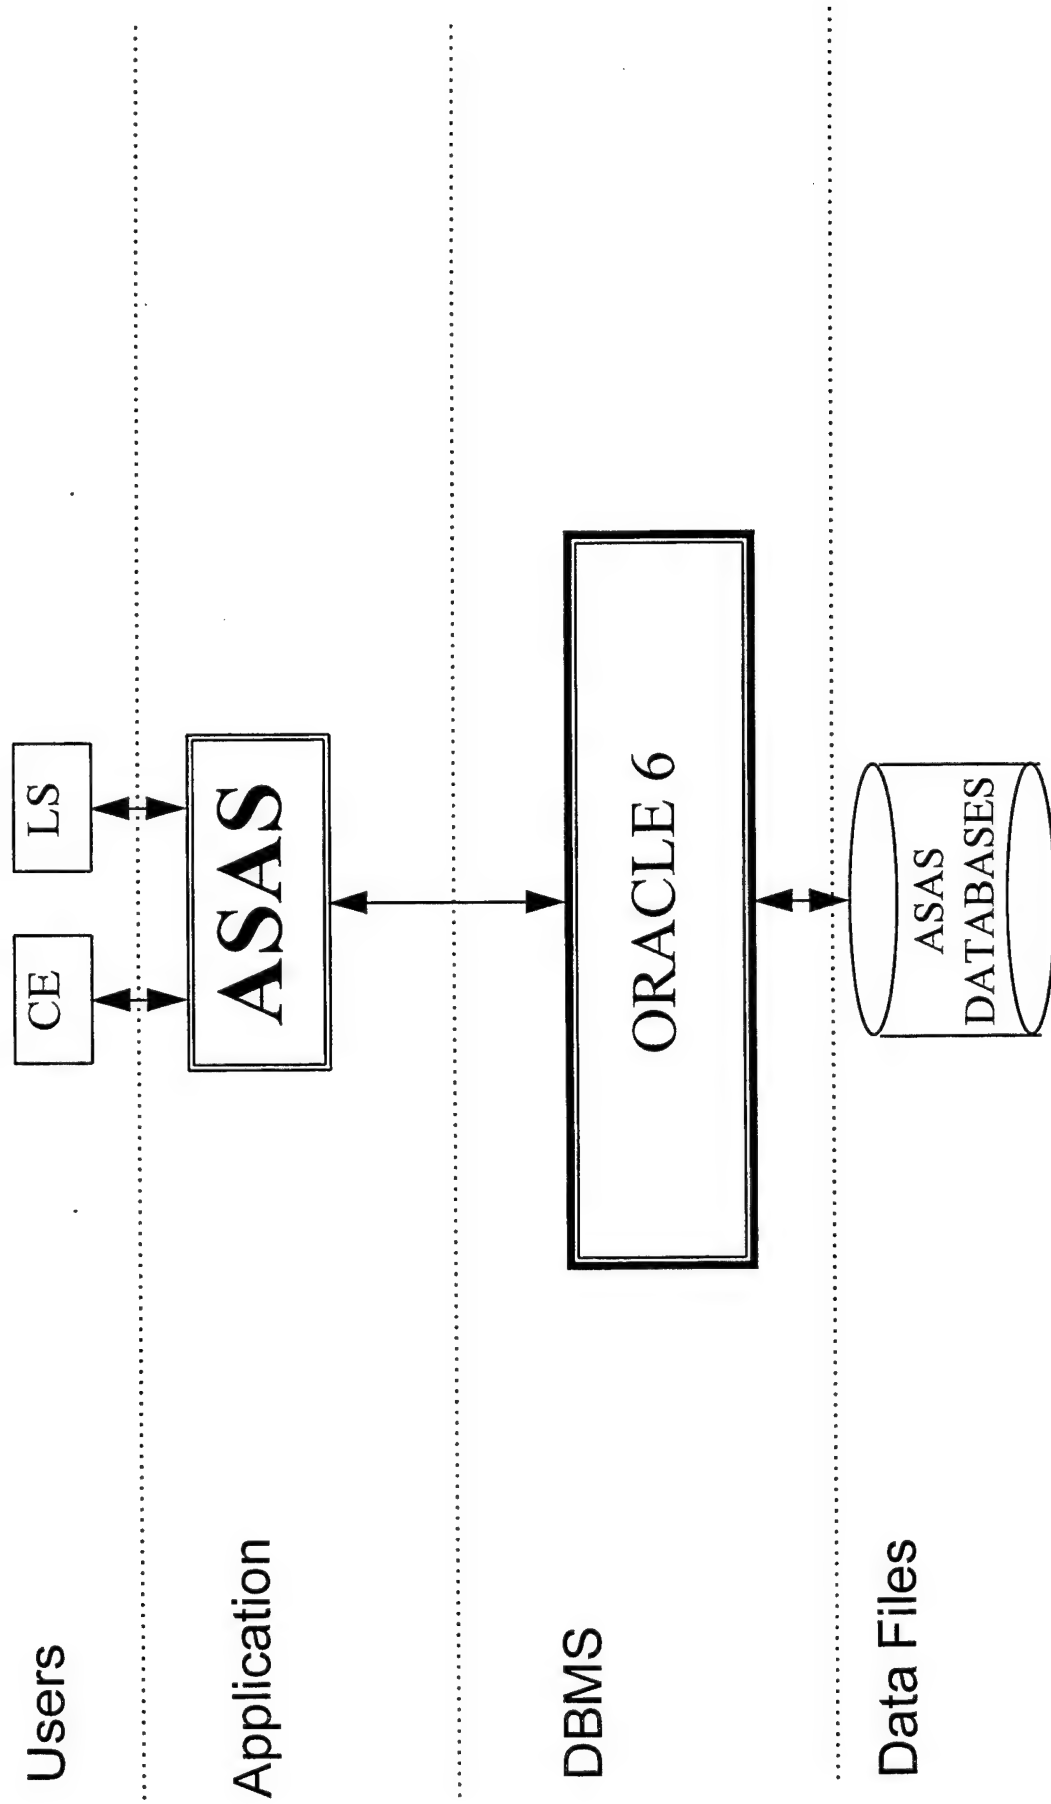 Users
CE
LS
Application
ASAS
DBMS
ORACLE 6
Data Files
ASAS
DATABASES